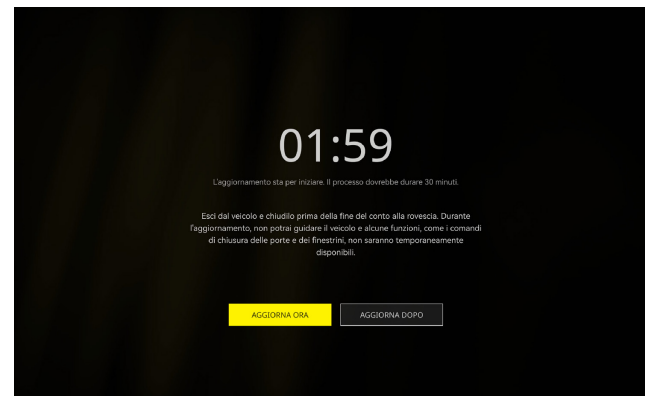 01:59
L'aggiornamento sta per iniziare. Il processo dovrebbe durare 30 minuti.
Esci dal veicolo e chiudilo prima della fine del conto alla rovescia. Durante
l'aggiornamento, non potrai guidare il veicolo e alcune funzioni, come i comandi
di chiusura delle porte e dei finestrini, non saranno temporaneamente
disponibili.
AGGIORNA ORA AGGIORNA DOPO